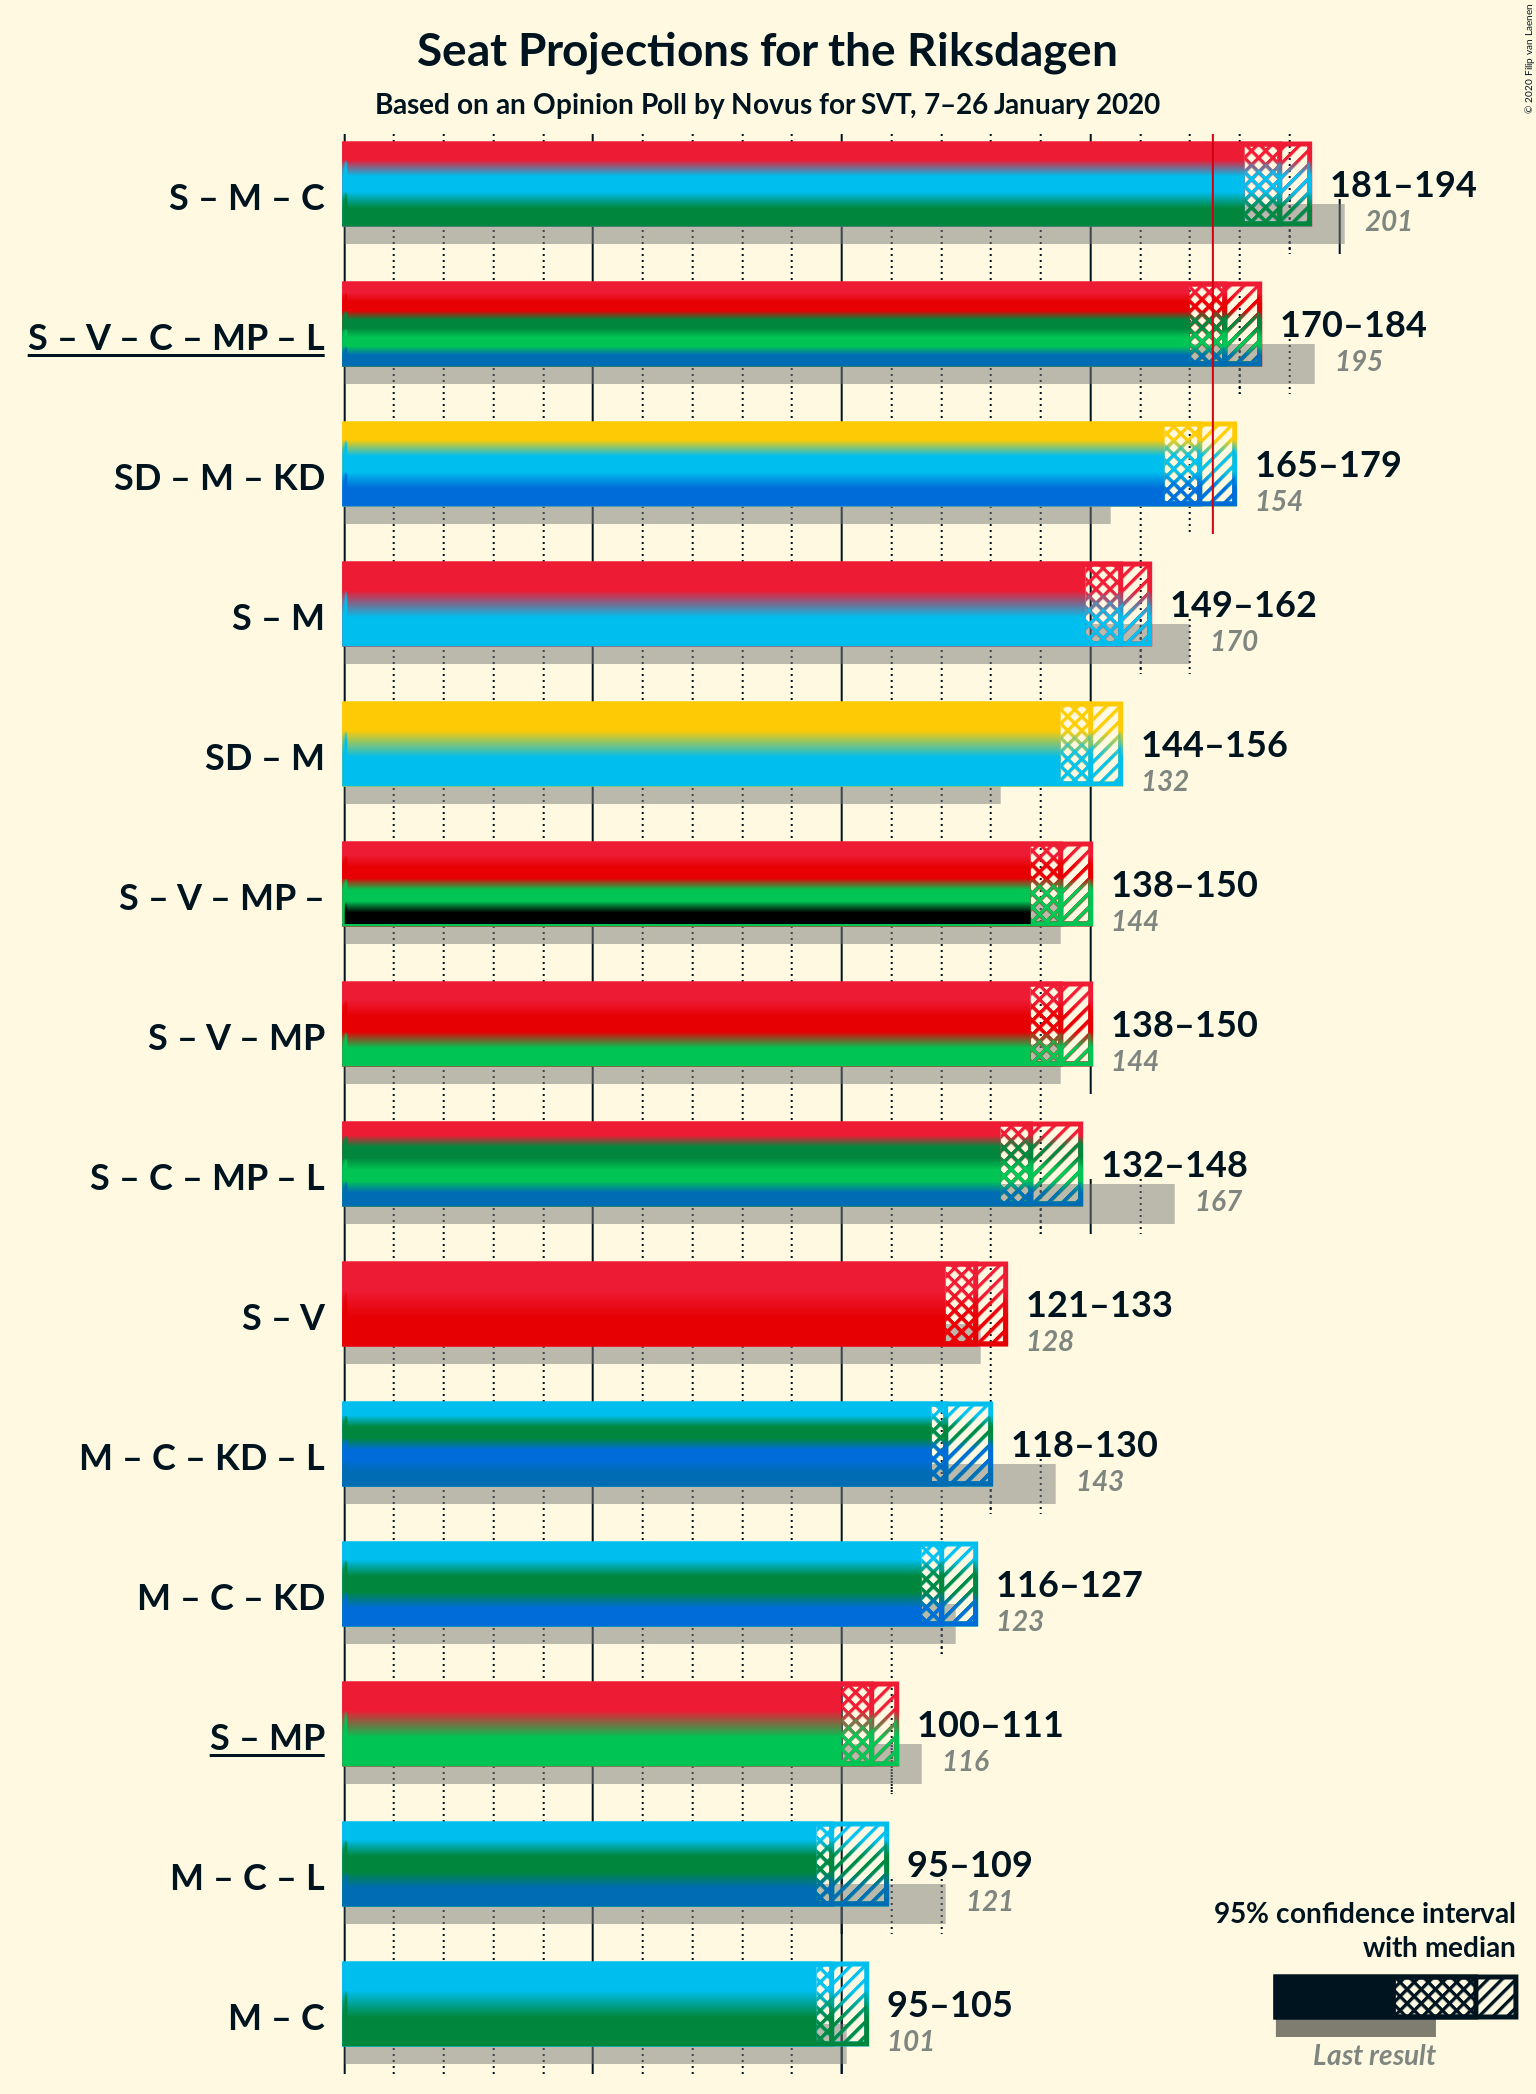 Seat Projections for the Riksdagen
Based on an Opinion Poll by Novus for SVT, 7–26 January 2020
© 2020 Filip van Laenen
S – M – C
181–194
201
S – V – C – MP – L
170–184
195
SD – M – KD
165–179
154
S – M
149–162
170
SD – M
144–156
132
S – V – MP –
138–150
144
S – V – MP
138–150
144
S – C – MP – L
132–148
167
S – V
121–133
128
M – C – KD – L
118–130
143
M – C – KD
116–127
123
S – MP
100–111
116
M – C – L
95–109
121
M – C
95–105
101
95% confidence interval
with median
Last result